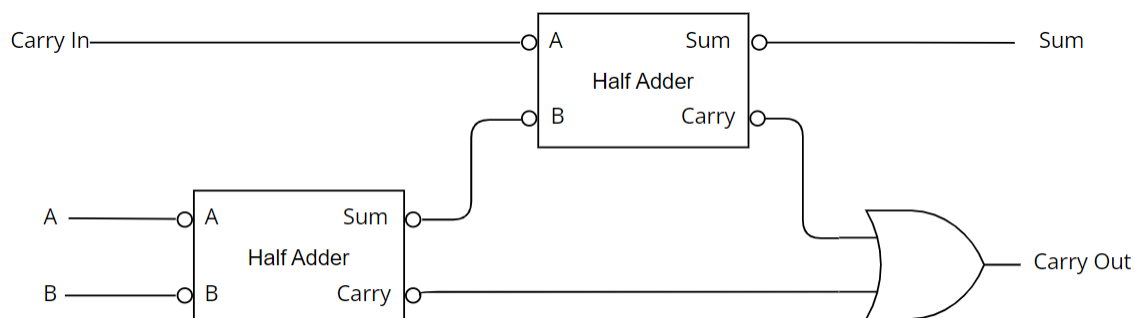 Carry In
A
Sum
Sum
Half Adder
B
Carry
A
A
Sum
Half Adder
Carry Out
B
B
Carry